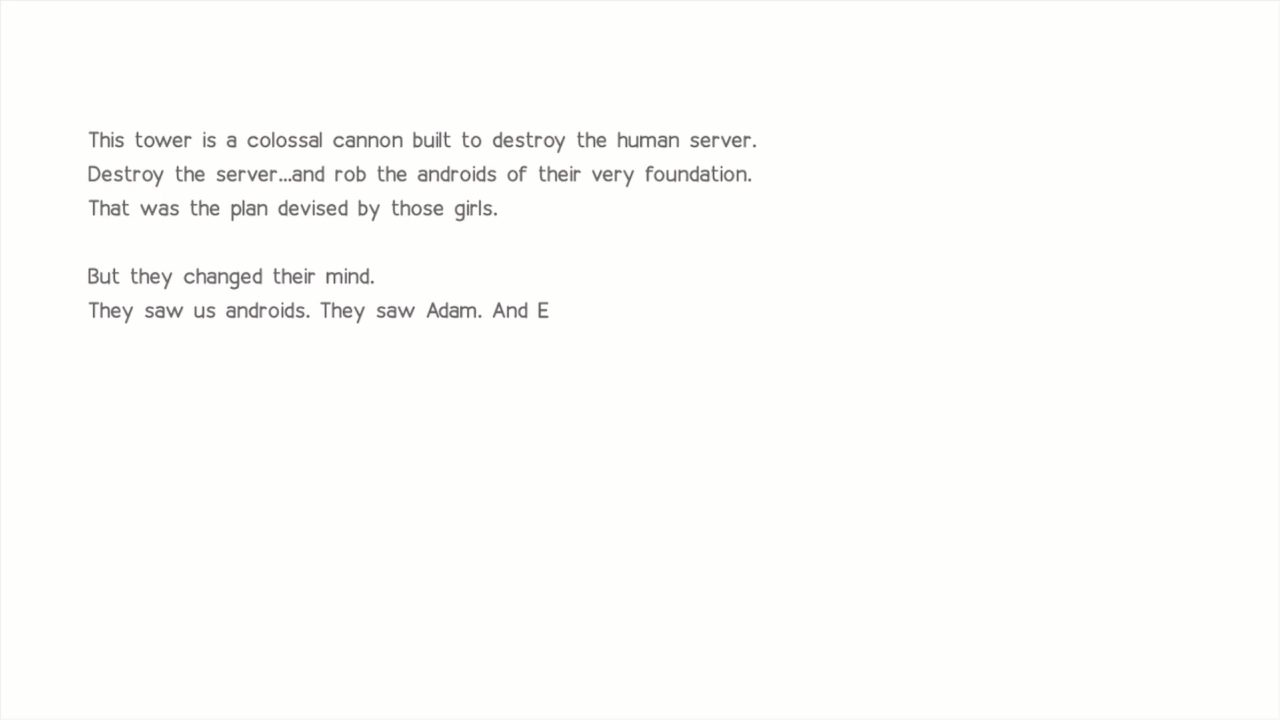 This tower is a colossal cannon built to destroy the human server.
Destroy the server...and rob the androids of their very foundation.
That was the plan devised by those girls.
But they changed their mind.
They saw us androids. They saw Adam. And E